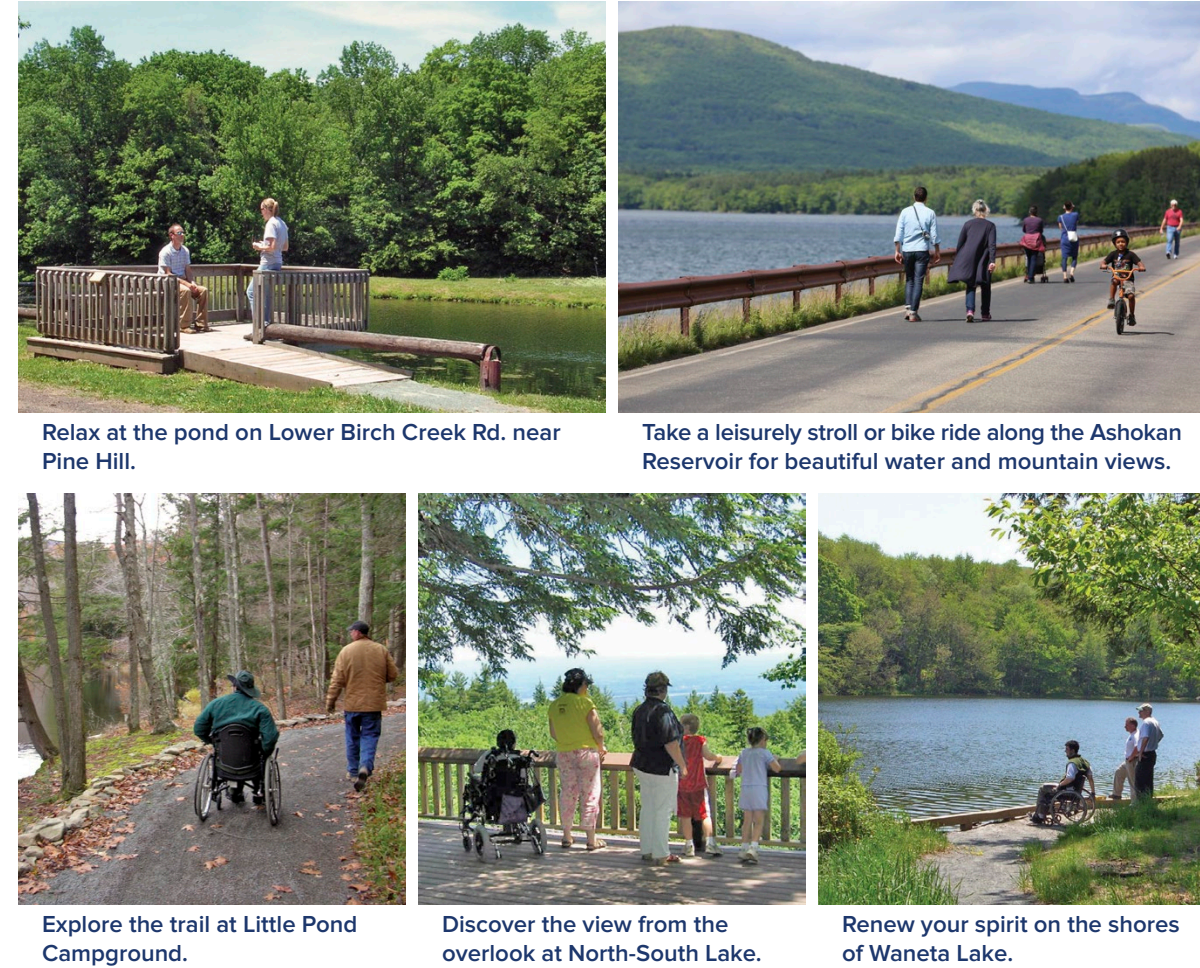 Relax at the pond on Lower Birch Creek Rd. near
Pine Hill.
Take a leisurely stroll or bike ride along the Ashokan
Reservoir for beautiful water and mountain views.
Explore the trail at Little Pond
Campground.
Discover the view from the
overlook at North-South Lake.
Renew your spirit on the shores
of Waneta Lake.